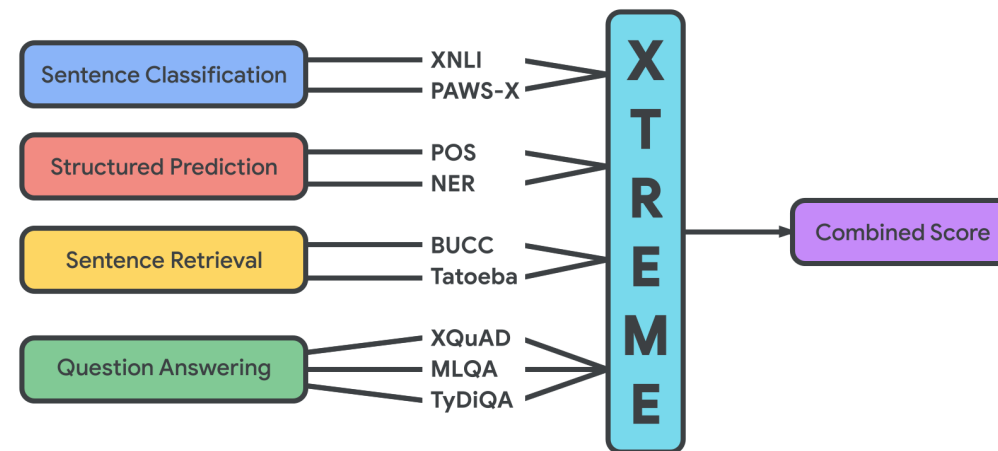 Sentence Classification
XNLI
PAWS-X
Structured Prediction
POS
NER
Sentence Retrieval
BUCC
Tatoeba
Question Answering
XQuAD
MLQA
TyDiQA
X
T
R
E
M
E
Combined Score